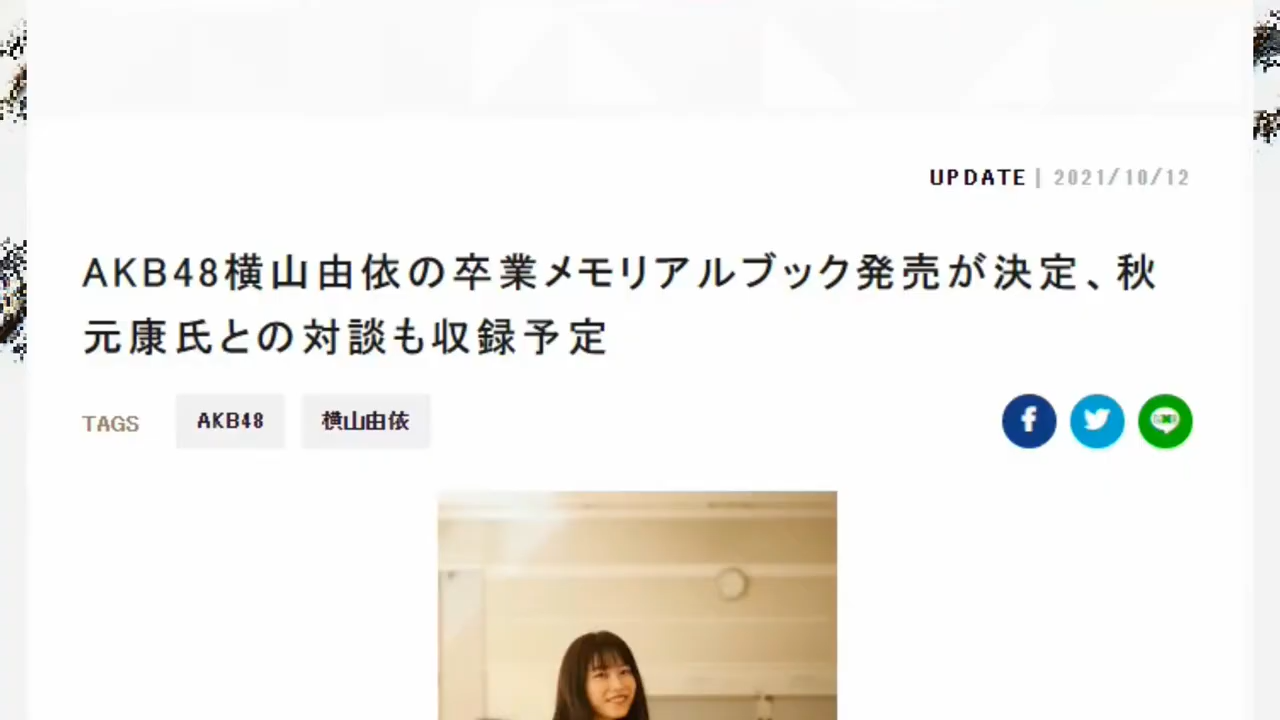 UPDATE | 2021/10/12
AKB48横山由依の卒業メモリアルブック発売が決定、秋
元康氏との対談も収録予定
TAGS AKB48 横山由依